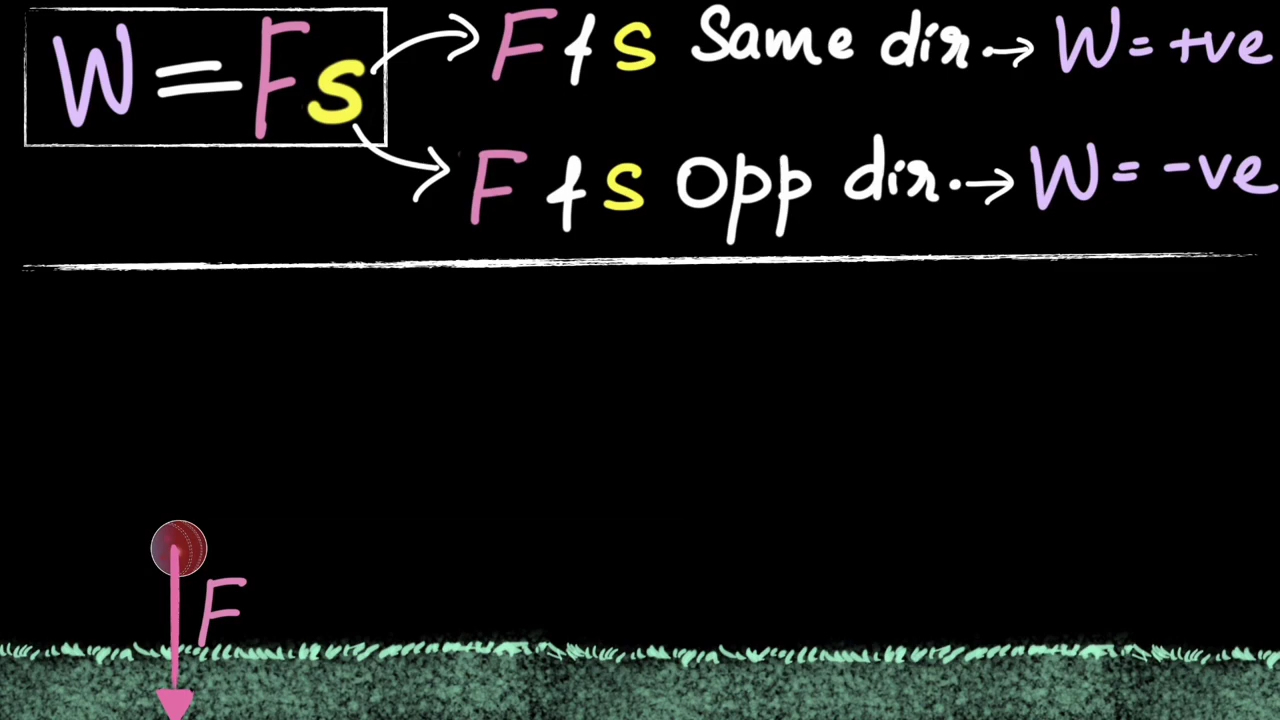 W = Fs
F & s Same dir. → W = +ve
F & s Opp dir. → W = -ve
F